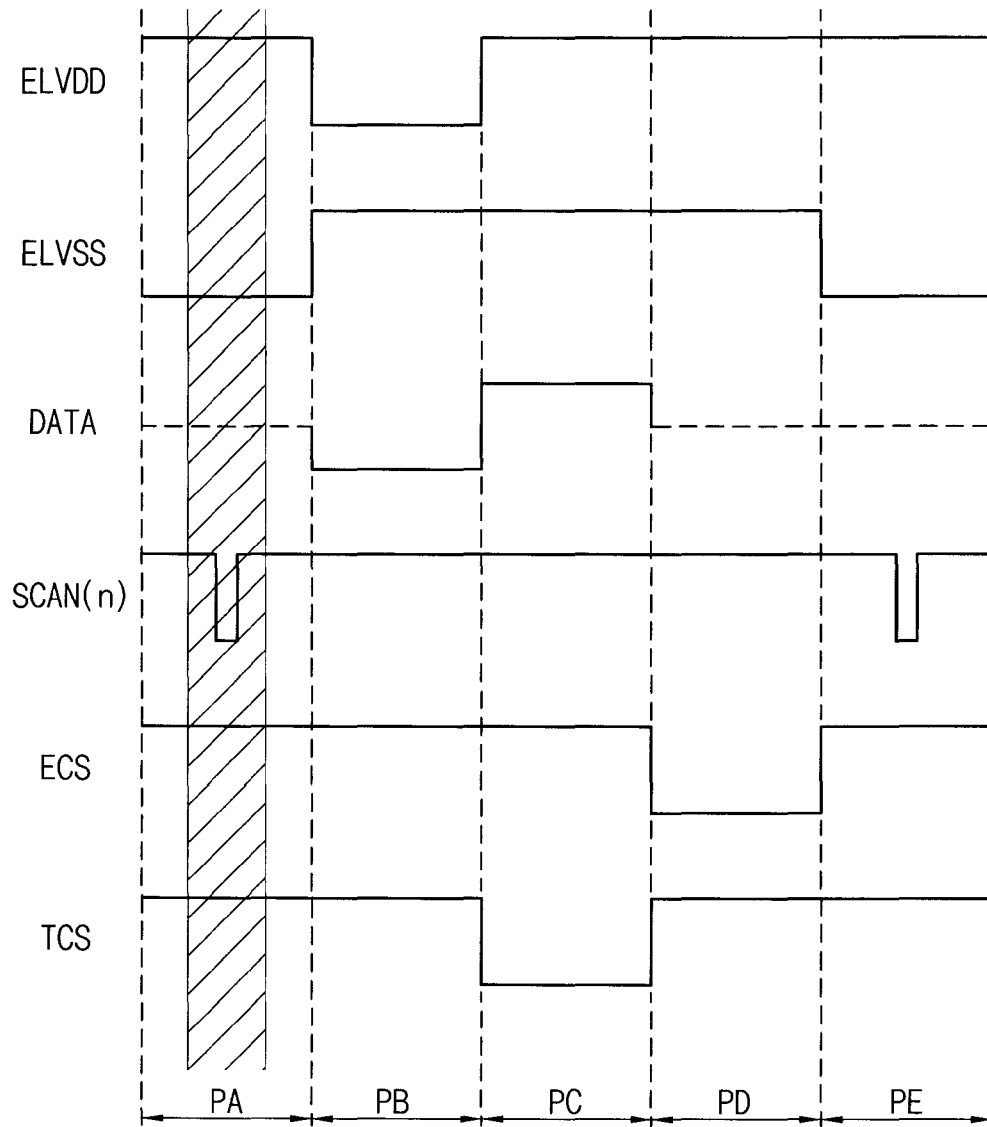 ELVDD
ELVSS
DATA
SCAN(n)
ECS
TCS
PA PB PC PD PE